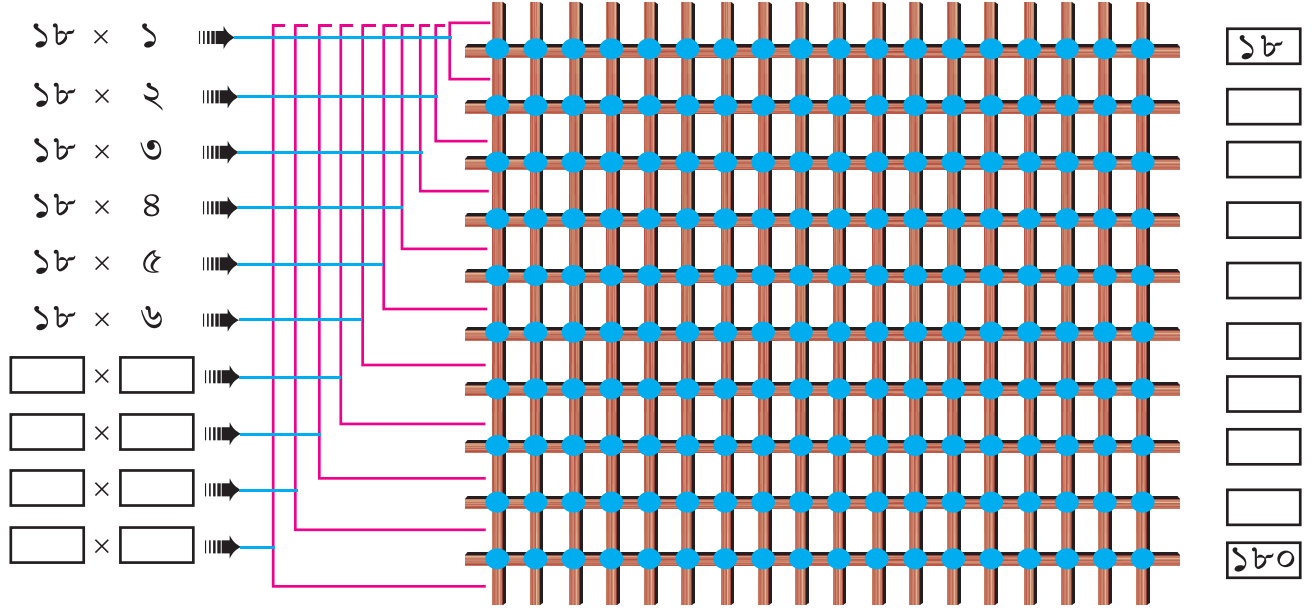 ১৮ × ১ ১৮
১৮ × ২
১৮ × ৩
১৮ × ৪
১৮ × ৫
১৮ × ৬
×
×
×
× ১৮০